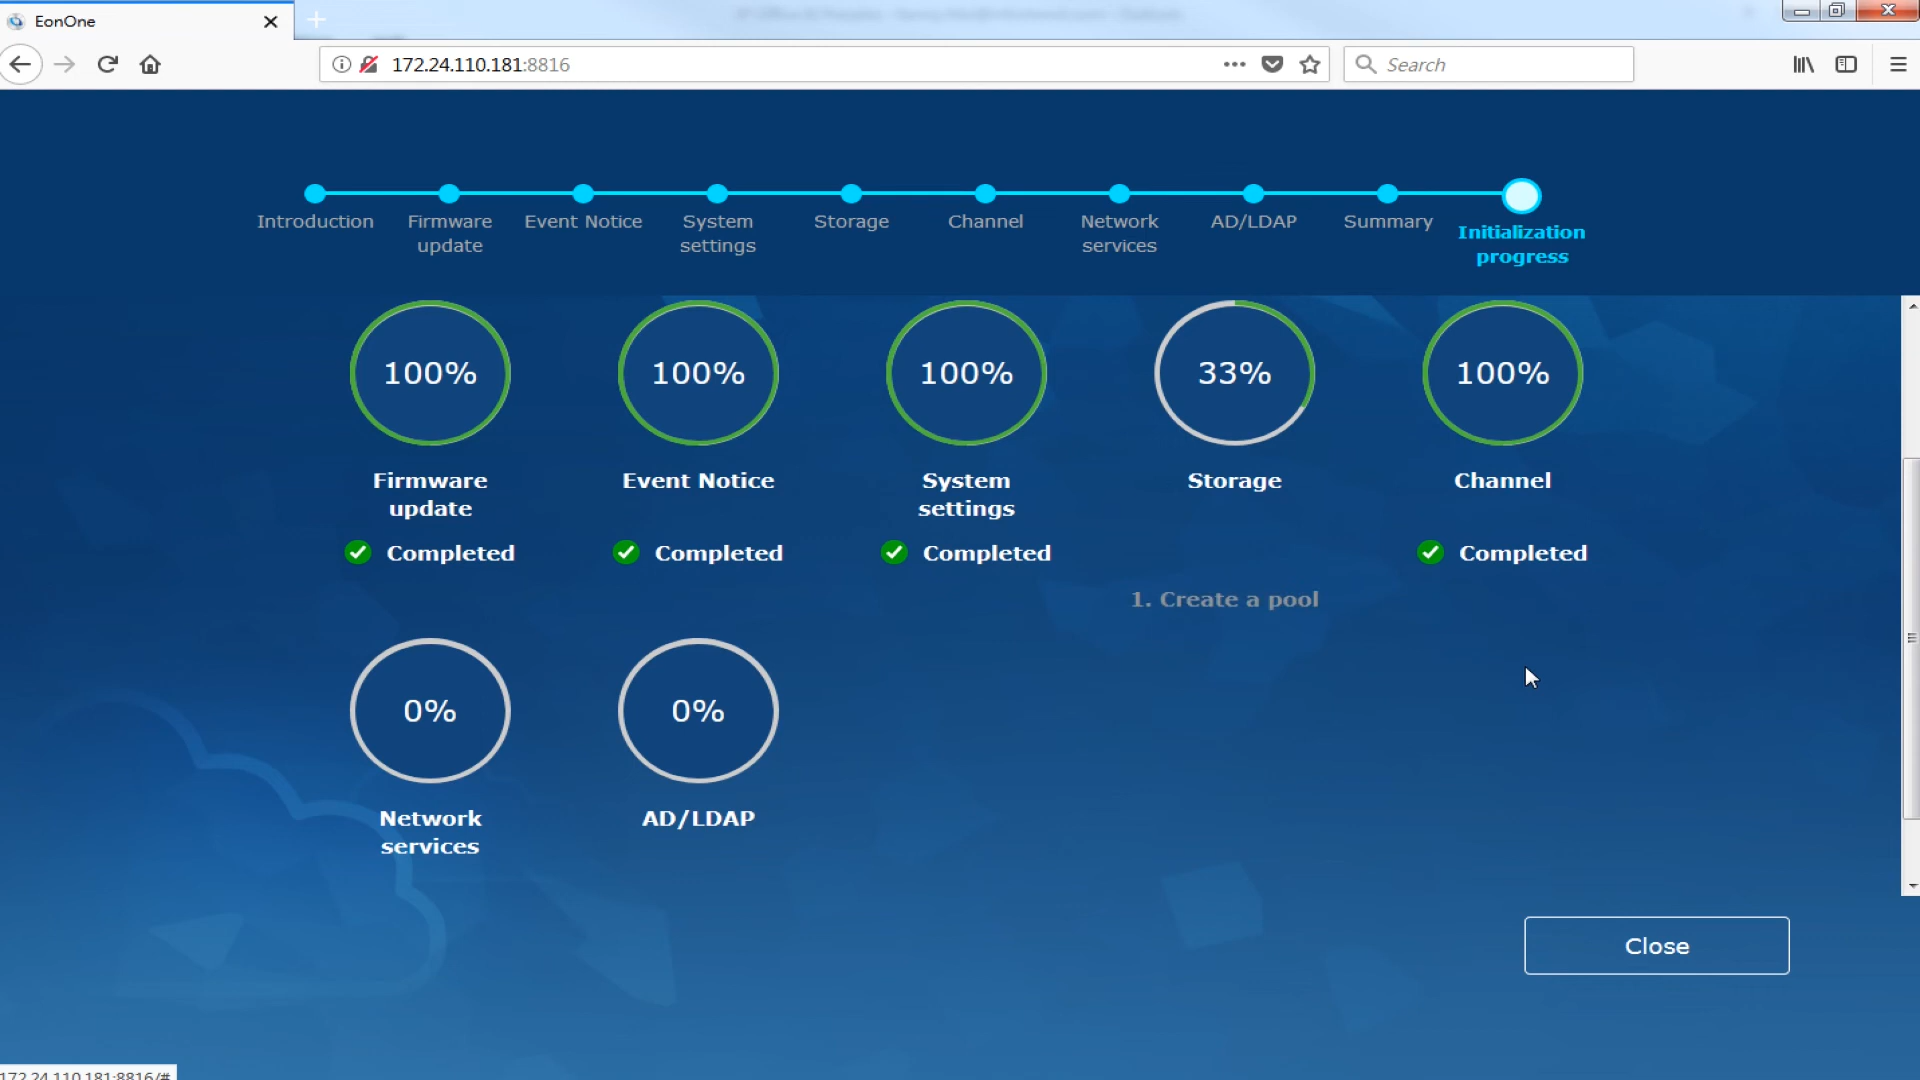 EonOne
172.24.110.181:8816
Search
Introduction
Firmware
update
Event Notice
System
settings
Storage
Channel
Network
services
AD/LDAP
Summary
Initialization
progress
100%
100%
100%
33%
100%
Firmware
update
Event Notice
System
settings
Storage
Channel
Completed
Completed
Completed
Completed
1. Create a pool
0%
0%
Network
services
AD/LDAP
Close
172.24.110.181:8816/#